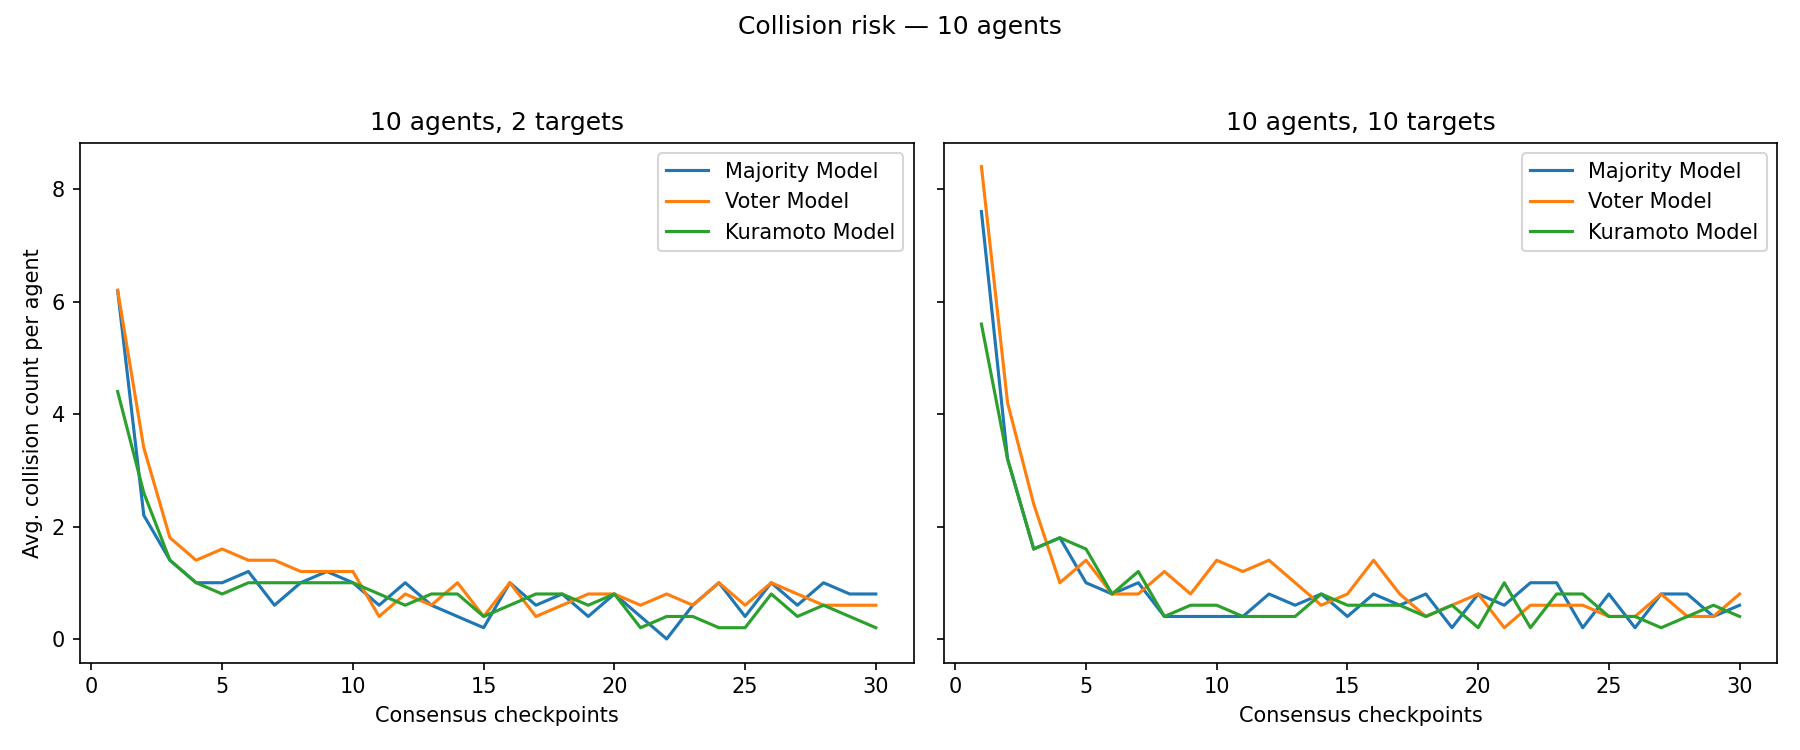 Collision risk — 10 agents
10 agents, 2 targets
Avg. collision count per agent
8
6
4
2
0
Majority Model
Voter Model
Kuramoto Model
0 5 10 15 20 25 30
Consensus checkpoints
10 agents, 10 targets
Majority Model
Voter Model
Kuramoto Model
0 5 10 15 20 25 30
Consensus checkpoints